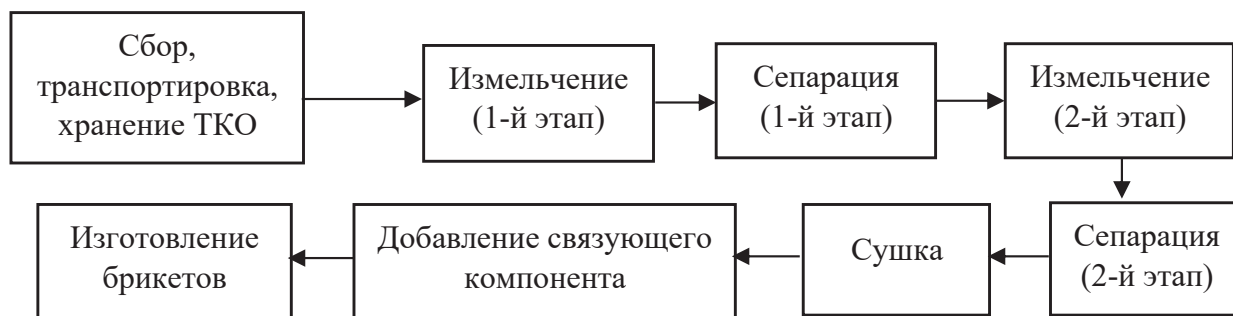 Сбор,
транспортировка,
хранение ТКО
Измельчение
(1-й этап)
Сепарация
(1-й этап)
Измельчение
(2-й этап)
Сепарация
(2-й этап)
Сушка
Добавление связующего
компонента
Изготовление
брикетов